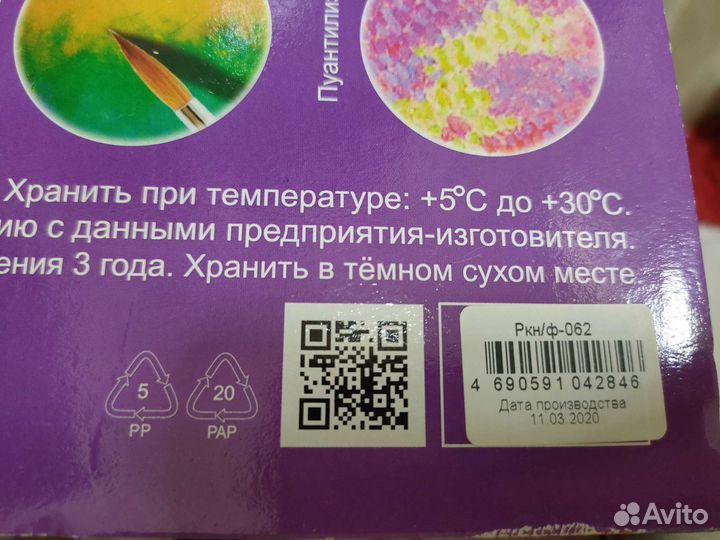 Пуантилиз
Хранить при температуре: +5°С до +30°С.
ию с данными предприятия-изготовителя.
ения 3 года. Хранить в тёмном сухом месте
5
PP
20
PAP
Ркн/ф-062
4 690591 042846
Дата производства
11.03.2020
Avito